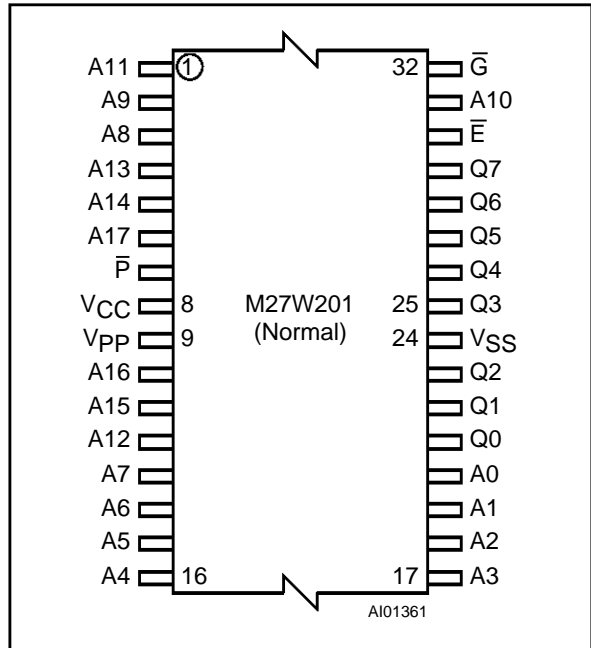 A11 1 32 G̅
A9 A10
A8 E̅
A13 Q7
A14 Q6
A17 Q5
P̅ Q4
VCC 8 M27W201 25 Q3
VPP 9 (Normal) 24 VSS
A16 Q2
A15 Q1
A12 Q0
A7 A0
A6 A1
A5 A2
A4 16 17 A3
AI01361